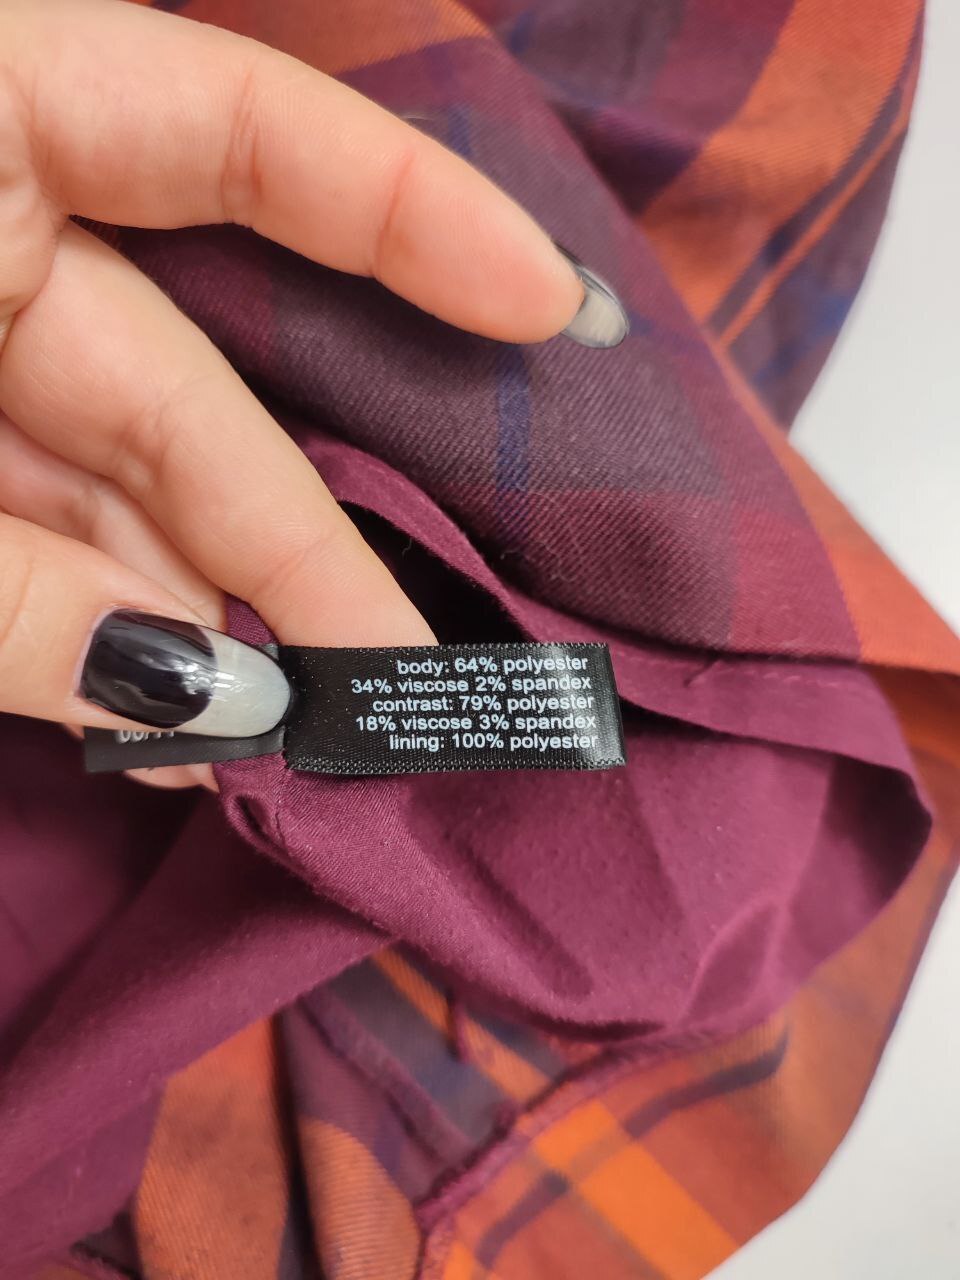 body: 64% polyester
34% viscose 2% spandex
contrast: 79% polyester
18% viscose 3% spandex
lining: 100% polyester